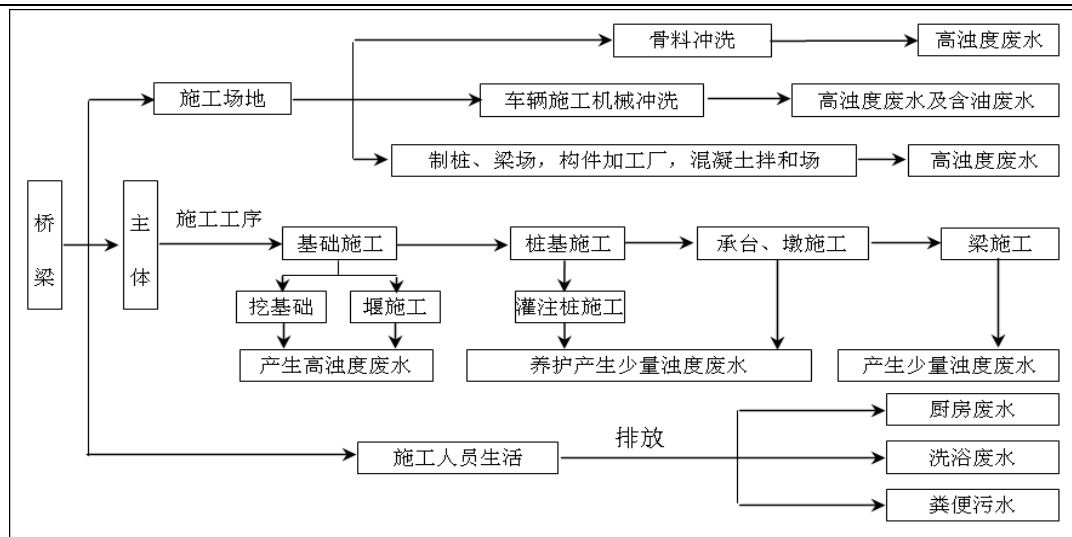 骨料冲洗
高浊度废水
施工场地
车辆施工机械冲洗
高浊度废水及含油废水
制桩、梁场，构件加工厂，混凝土拌和场
高浊度废水
桥梁
主体
施工工序
基础施工
桩基施工
承台、墩施工
梁施工
挖基础
堰施工
灌注桩施工
产生高浊度废水
养护产生少量浊度废水
产生少量浊度废水
施工人员生活
排放
厨房废水
洗浴废水
粪便污水